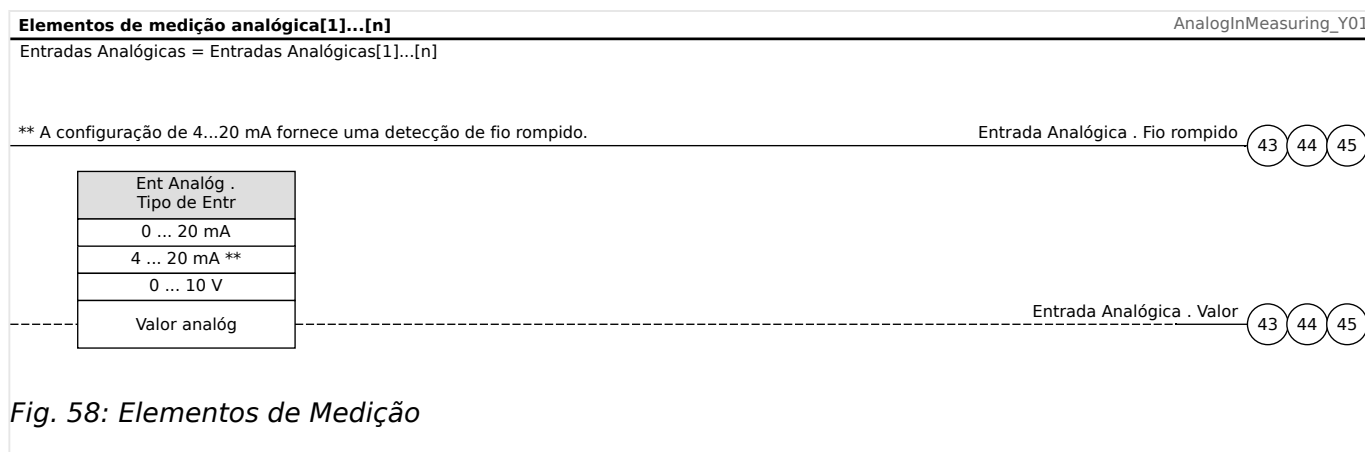 Elementos de medição analógica[1]...[n]
AnalogInMeasuring_Y01
Entradas Analógicas = Entradas Analógicas[1]...[n]
** A configuração de 4...20 mA fornece uma detecção de fio rompido.
Entrada Analógica . Fio rompido
43 44 45
Ent Analóg .
Tipo de Entr
0 ... 20 mA
4 ... 20 mA **
0 ... 10 V
Valor analóg
Entrada Analógica . Valor
43 44 45
Fig. 58: Elementos de Medição